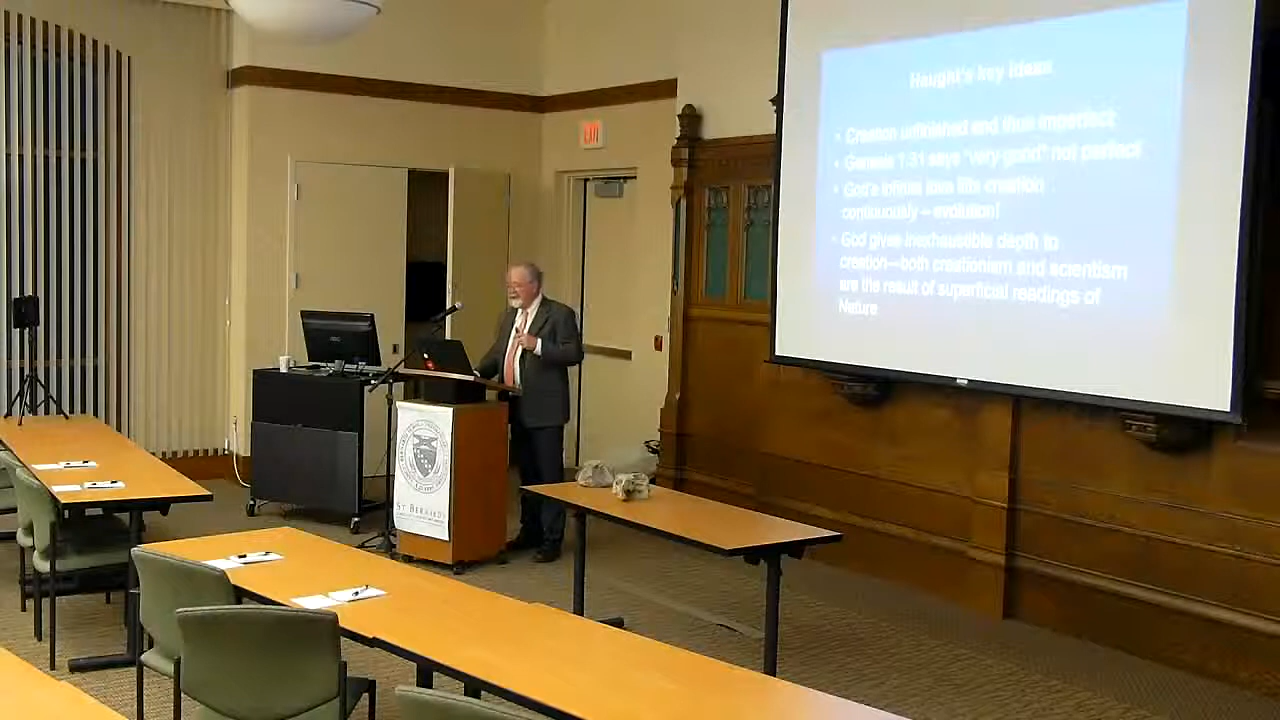 EXIT
Haught's key ideas
• Creation unfinished and thus imperfect
• Genesis 1:31 says "very good" not perfect
• God's infinite love lifts creation
continuously – evolution!
• God gives inexhaustible depth to
creation—both creationism and scientism
are the result of superficial readings of
Nature
ST BERNARD'S